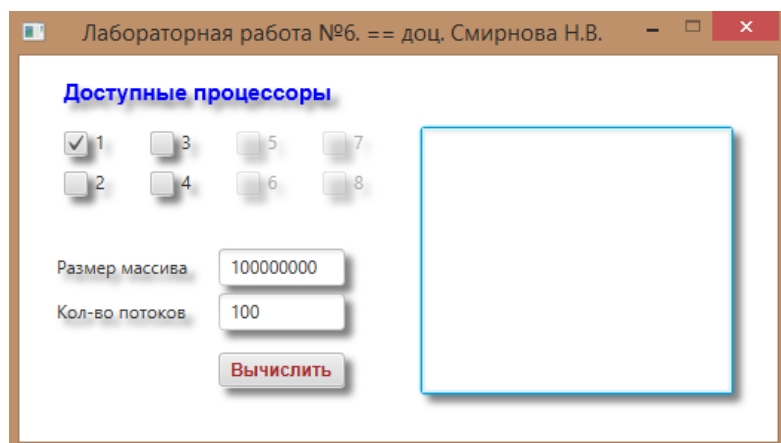 Лабораторная работа №6. == доц. Смирнова Н.В.
Доступные процессоры
1 3 5 7
2 4 6 8
Размер массива 100000000
Кол-во потоков 100
Вычислить